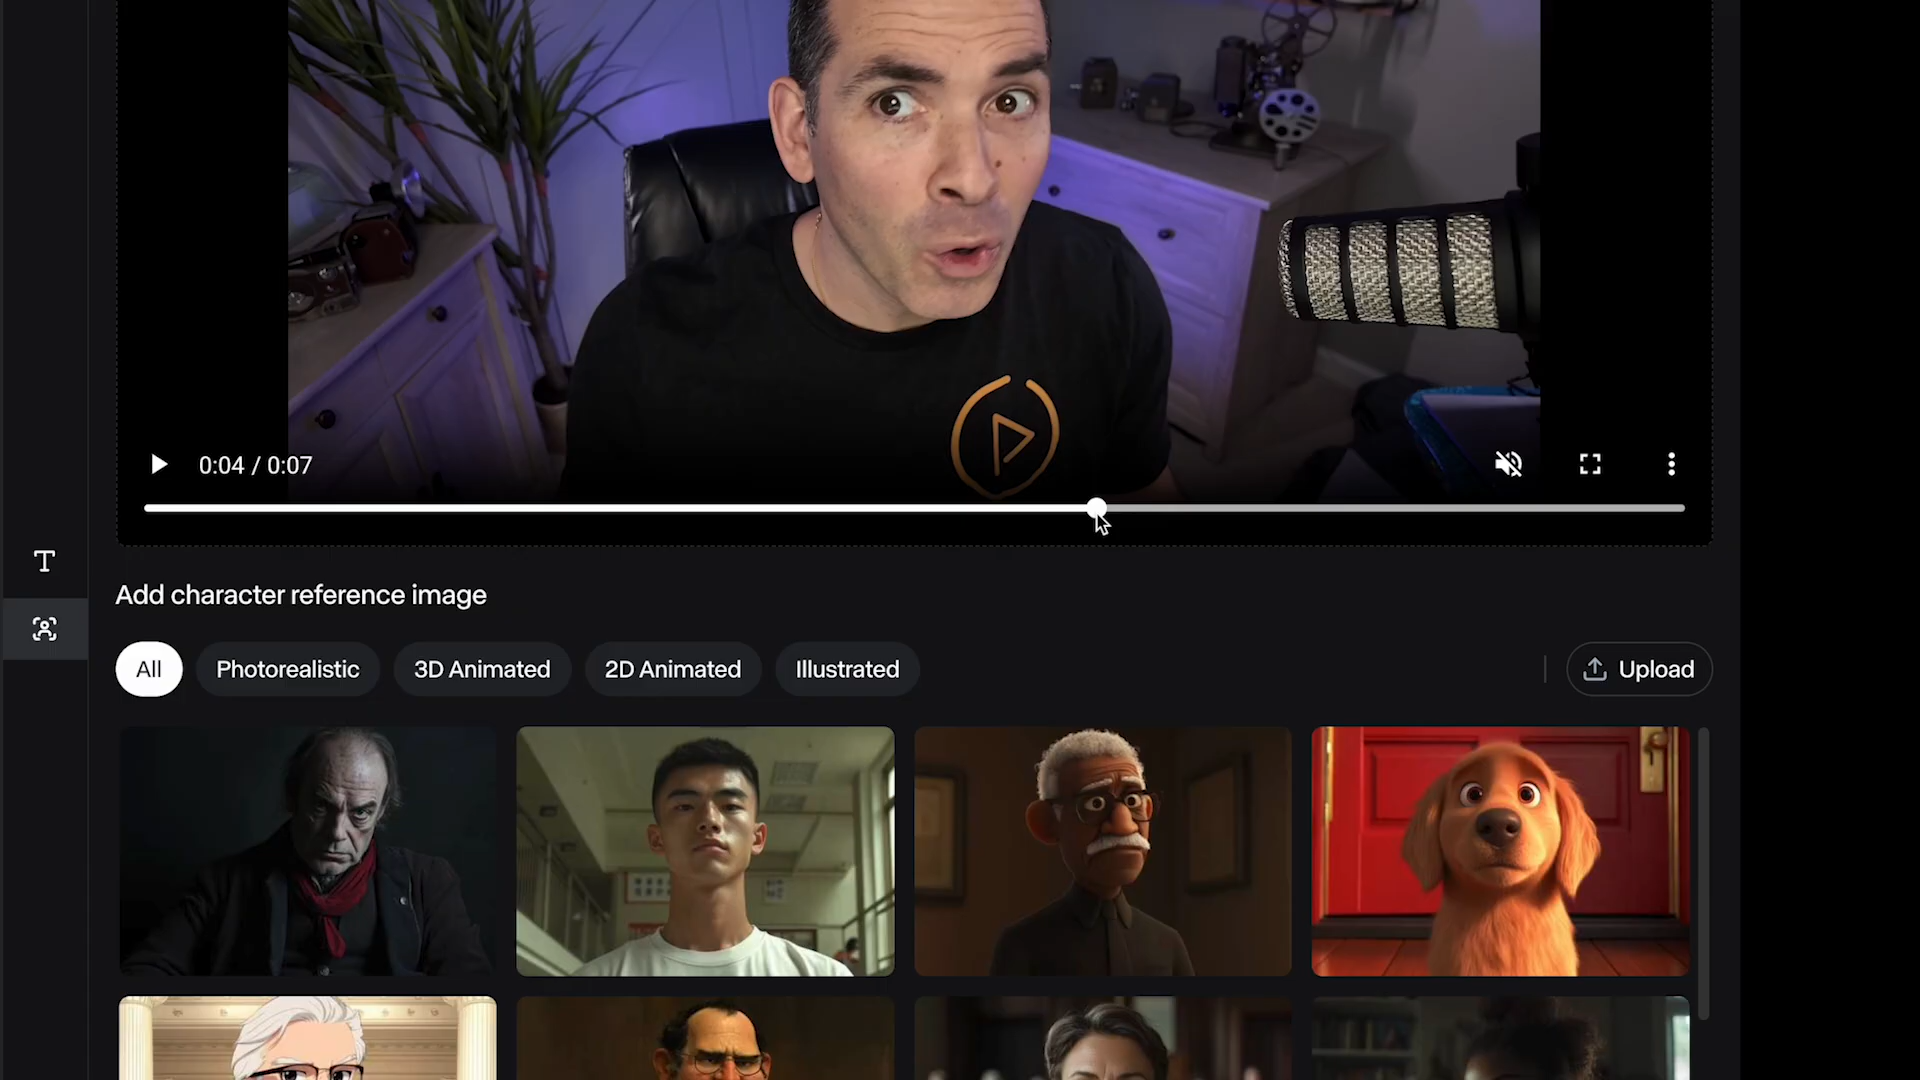 0:04 / 0:07
T
Add character reference image
All
Photorealistic
3D Animated
2D Animated
Illustrated
Upload